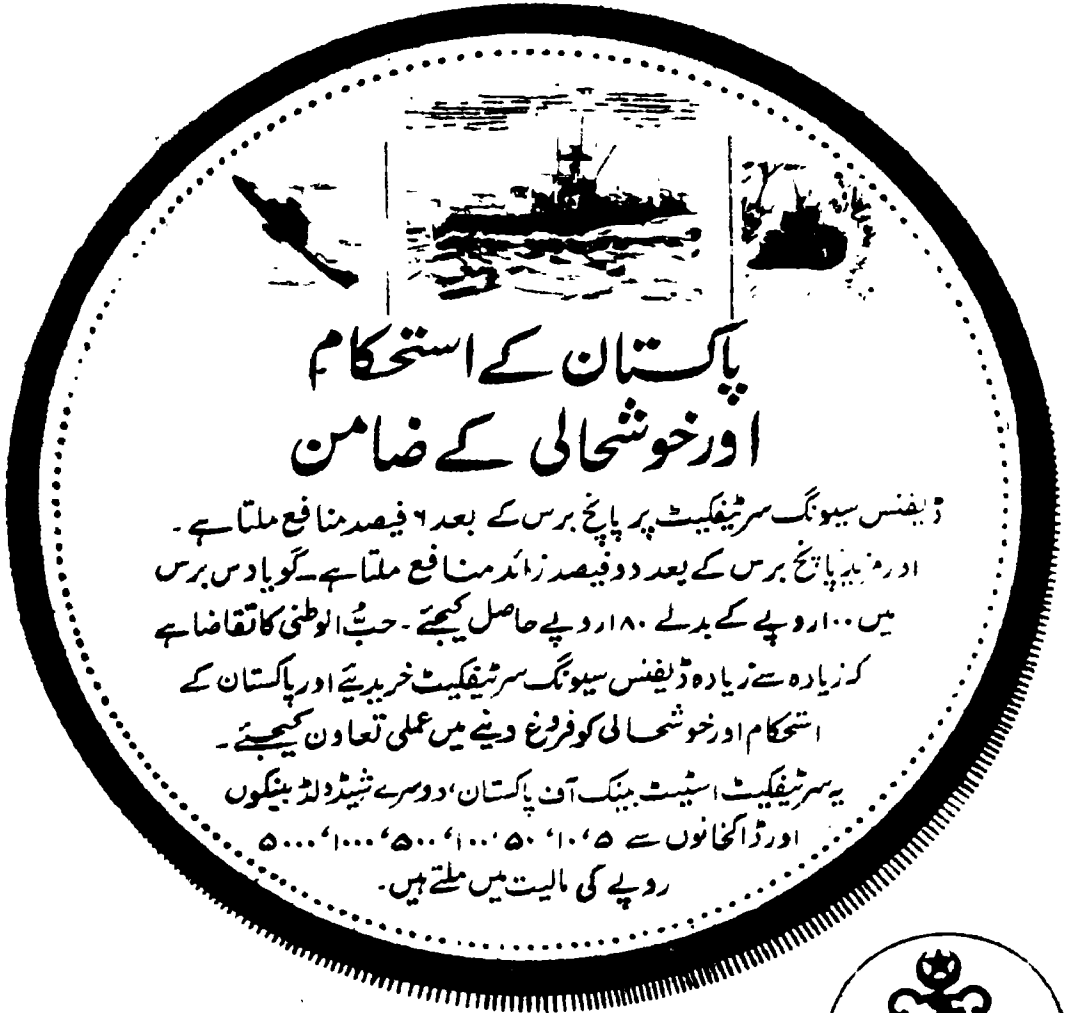 پاکستان کے استحکام
اور خوشحالی کے ضامن
ڈیفنس سیونگ سرٹیفکیٹ پر پانچ برس کے بعد ۶ فیصد منافع ملتا ہے۔
اور مزید پانچ برس کے بعد دو فیصد زائد منافع ملتا ہے۔گویا دس برس
میں ۱۰۰روپے کے بدلے ۱۸۰روپے حاصل کیجئے۔ حبُّ الوطنی کا تقاضا ہے
کہ زیادہ سے زیادہ ڈیفنس سیونگ سرٹیفکیٹ خریدیئے اور پاکستان کے
استحکام اور خوشحالی کو فروغ دینے میں عملی تعاون کیجئے۔
یہ سرٹیفکیٹ اسٹیٹ بینک آف پاکستان، دوسرے شیڈولڈ بینکوں
اور ڈاکخانوں سے ۵‘ ۱۰‘ ۵۰‘ ۱۰۰‘ ۵۰۰‘ ۱۰۰۰‘ ۵۰۰۰
روپے کی مالیت میں ملتے ہیں۔